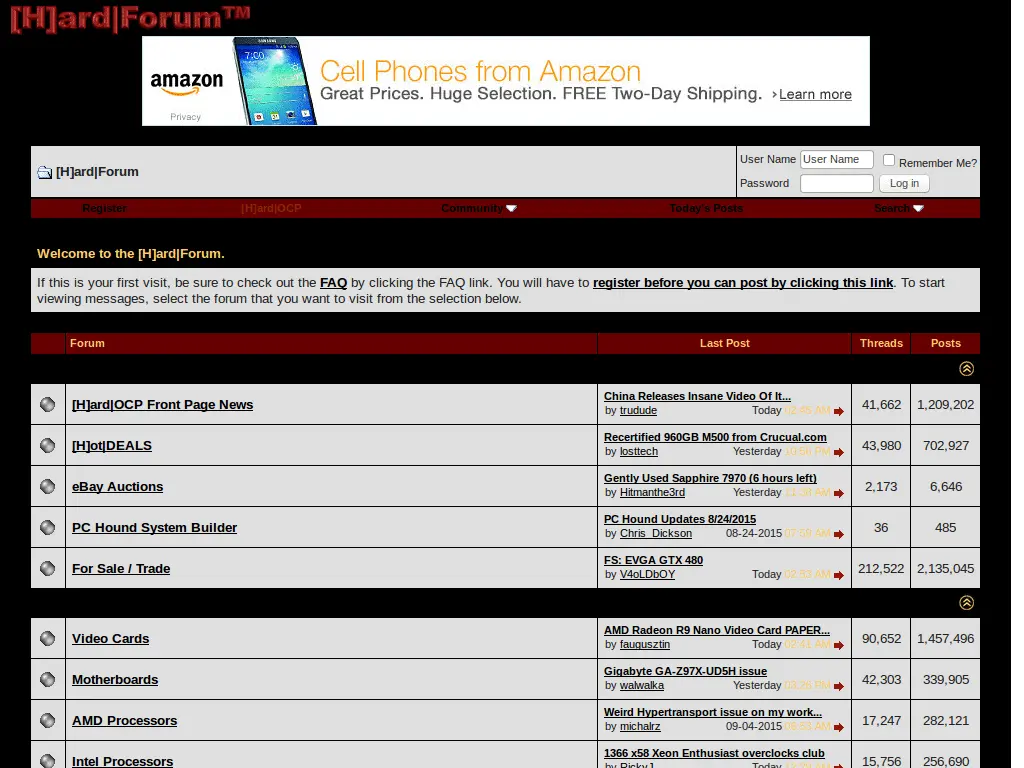 [H]ard|Forum™
SAMSUNG
7:00
amazon
Cell Phones from Amazon
Great Prices. Huge Selection. FREE Two-Day Shipping. ›Learn more
Privacy
[H]ard|Forum
User Name User Name Remember Me?
Password Log in
Register [H]ard|OCP Community Today's Posts Search
Welcome to the [H]ard|Forum.
If this is your first visit, be sure to check out the FAQ by clicking the FAQ link. You will have to register before you can post by clicking this link. To start
viewing messages, select the forum that you want to visit from the selection below.
Forum Last Post Threads Posts
[H]ard|OCP Front Page News China Releases Insane Video Of It... 41,662 1,209,202
by trudude Today 02:45 AM
[H]ot|DEALS Recertified 960GB M500 from Crucual.com 43,980 702,927
by losttech Yesterday 10:56 PM
eBay Auctions Gently Used Sapphire 7970 (6 hours left) 2,173 6,646
by Hitmanthe3rd Yesterday 11:38 AM
PC Hound System Builder PC Hound Updates 8/24/2015 36 485
by Chris_Dickson 08-24-2015 07:59 AM
For Sale / Trade FS: EVGA GTX 480 212,522 2,135,045
by V4oLDbOY Today 02:53 AM
Video Cards AMD Radeon R9 Nano Video Card PAPER... 90,652 1,457,496
by faugusztin Today 02:41 AM
Motherboards Gigabyte GA-Z97X-UD5H issue 42,303 339,905
by walwalka Yesterday PM
AMD Processors Weird Hypertransport issue on my work... 17,247 282,121
by michalrz 09-04-2015 AM
Intel Processors 1366 x58 Xeon Enthusiast overclocks club 15,756 256,690
by RickyJ Today